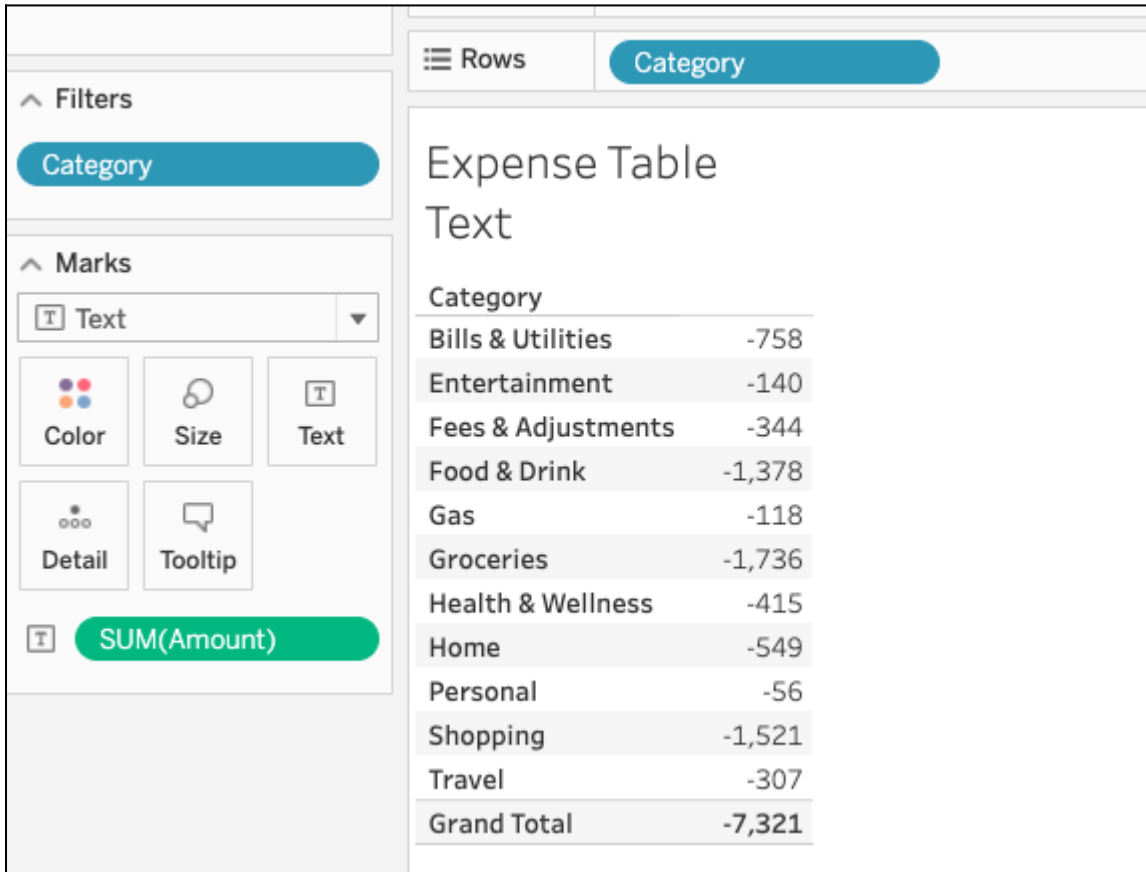 Rows
Category
Filters
Category
Marks
Text
Color Size Text
Detail Tooltip
SUM(Amount)
Expense Table
Text
Category
Bills & Utilities -758
Entertainment -140
Fees & Adjustments -344
Food & Drink -1,378
Gas -118
Groceries -1,736
Health & Wellness -415
Home -549
Personal -56
Shopping -1,521
Travel -307
Grand Total -7,321